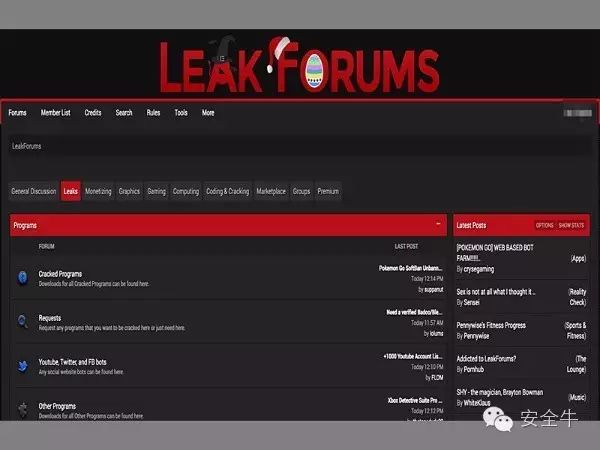 LEAK FORUMS
Forums Member List Credits Search Rules Tools More
LeakForums
General Discussion Leaks Monetizing Graphics Gaming Computing Coding & Cracking Marketplace Groups Premium
Programs
FORUM LAST POST
Cracked Programs
Downloads for all Cracked Programs can be found here.
Pokemon Go SoftBan Unbann...
Today 12:14 PM
by suppanut
Requests
Request any programs that you want to be cracked here or just need.
Need a verified Badoo/Ble...
Today 11:57 AM
by lolums
Youtube, Twitter, and FB bots
Any social website bots can be found here.
+1000 Youtube Account Lis...
Today 12:10 PM
by FLOM
Other Programs
Downloads for all Other Programs can be found here.
Xbox Detective Suite Pro ...
Today 12:12 PM
Latest Posts OPTIONS SHOW STATS
[POKEMON GO] WEB BASED BOT
FARM!!!!!.. (Apps)
By crysegaming
Sex is not at all what I thought it .. (Reality
By Sensei Check)
Pennywise's Fitness Progress (Sports &
By Pennywise Fitness)
Addicted to LeakForums? (The
By Pornhub Lounge)
SHY - the magician, Brayton Bowman (Music)
By WhiteKlaus
安全牛